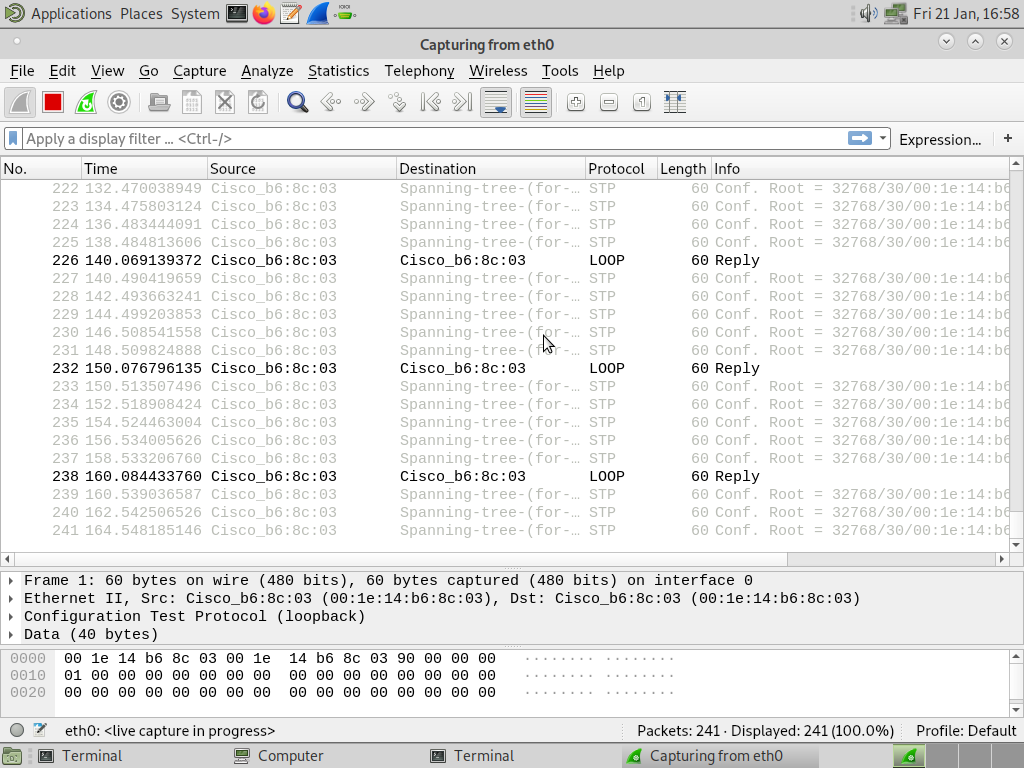 Applications Places System Fri 21 Jan, 16:58
Capturing from eth0
File Edit View Go Capture Analyze Statistics Telephony Wireless Tools Help
Apply a display filter ... <Ctrl-/> Expression... +
No. Time Source Destination Protocol Length Info
222 132.470038949 Cisco_b6:8c:03 Spanning-tree-(for-… STP 60 Conf. Root = 32768/30/00:1e:14:b6
223 134.475803124 Cisco_b6:8c:03 Spanning-tree-(for-… STP 60 Conf. Root = 32768/30/00:1e:14:b6
224 136.483444091 Cisco_b6:8c:03 Spanning-tree-(for-… STP 60 Conf. Root = 32768/30/00:1e:14:b6
225 138.484813606 Cisco_b6:8c:03 Spanning-tree-(for-… STP 60 Conf. Root = 32768/30/00:1e:14:b6
226 140.069139372 Cisco_b6:8c:03 Cisco_b6:8c:03 LOOP 60 Reply
227 140.490419659 Cisco_b6:8c:03 Spanning-tree-(for-… STP 60 Conf. Root = 32768/30/00:1e:14:b6
228 142.493663241 Cisco_b6:8c:03 Spanning-tree-(for-… STP 60 Conf. Root = 32768/30/00:1e:14:b6
229 144.499203853 Cisco_b6:8c:03 Spanning-tree-(for-… STP 60 Conf. Root = 32768/30/00:1e:14:b6
230 146.508541558 Cisco_b6:8c:03 Spanning-tree-(for-… STP 60 Conf. Root = 32768/30/00:1e:14:b6
231 148.509824888 Cisco_b6:8c:03 Spanning-tree-(for-… STP 60 Conf. Root = 32768/30/00:1e:14:b6
232 150.076796135 Cisco_b6:8c:03 Cisco_b6:8c:03 LOOP 60 Reply
233 150.513507496 Cisco_b6:8c:03 Spanning-tree-(for-… STP 60 Conf. Root = 32768/30/00:1e:14:b6
234 152.518908424 Cisco_b6:8c:03 Spanning-tree-(for-… STP 60 Conf. Root = 32768/30/00:1e:14:b6
235 154.524463004 Cisco_b6:8c:03 Spanning-tree-(for-… STP 60 Conf. Root = 32768/30/00:1e:14:b6
236 156.534005626 Cisco_b6:8c:03 Spanning-tree-(for-… STP 60 Conf. Root = 32768/30/00:1e:14:b6
237 158.533206760 Cisco_b6:8c:03 Spanning-tree-(for-… STP 60 Conf. Root = 32768/30/00:1e:14:b6
238 160.084433760 Cisco_b6:8c:03 Cisco_b6:8c:03 LOOP 60 Reply
239 160.539036587 Cisco_b6:8c:03 Spanning-tree-(for-… STP 60 Conf. Root = 32768/30/00:1e:14:b6
240 162.542506526 Cisco_b6:8c:03 Spanning-tree-(for-… STP 60 Conf. Root = 32768/30/00:1e:14:b6
241 164.548185146 Cisco_b6:8c:03 Spanning-tree-(for-… STP 60 Conf. Root = 32768/30/00:1e:14:b6
Frame 1: 60 bytes on wire (480 bits), 60 bytes captured (480 bits) on interface 0
Ethernet II, Src: Cisco_b6:8c:03 (00:1e:14:b6:8c:03), Dst: Cisco_b6:8c:03 (00:1e:14:b6:8c:03)
Configuration Test Protocol (loopback)
Data (40 bytes)
0000 00 1e 14 b6 8c 03 00 1e 14 b6 8c 03 90 00 00 00 ········ ········
0010 01 00 00 00 00 00 00 00 00 00 00 00 00 00 00 00 ········ ········
0020 00 00 00 00 00 00 00 00 00 00 00 00 00 00 00 00 ········ ········
eth0: <live capture in progress> Packets: 241 · Displayed: 241 (100.0%) Profile: Default
Terminal Computer Terminal Capturing from eth0